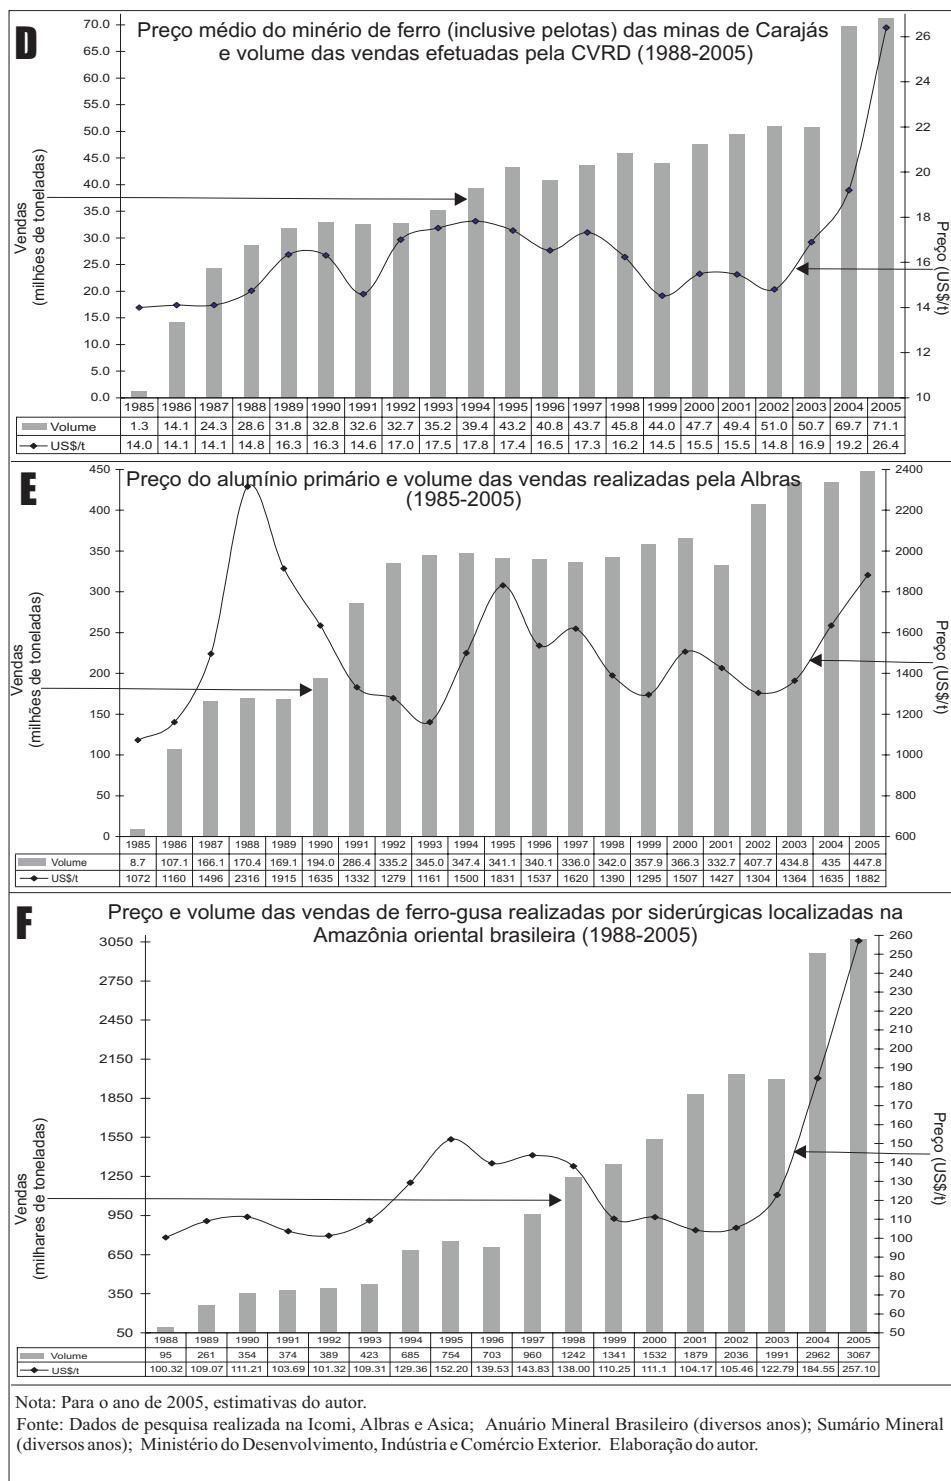 D
Preço médio do minério de ferro (inclusive pelotas) das minas de Carajás
e volume das vendas efetuadas pela CVRD (1988-2005)
70.0
65.0
60.0
55.0
50.0
45.0
40.0
35.0
30.0
25.0
20.0
15.0
10.0
5.0
0.0
Vendas
(milhões de toneladas)
26
24
22
20
18
16
14
12
10
Preço (US$/t)
1985 1986 1987 1988 1989 1990 1991 1992 1993 1994 1995 1996 1997 1998 1999 2000 2001 2002 2003 2004 2005
Volume 1.3 14.1 24.3 28.6 31.8 32.8 32.6 32.7 35.2 39.4 43.2 40.8 43.7 45.8 44.0 47.7 49.4 51.0 50.7 69.7 71.1
US$/t 14.0 14.1 14.1 14.8 16.3 16.3 14.6 17.0 17.5 17.8 17.4 16.5 17.3 16.2 14.5 15.5 15.5 14.8 16.9 19.2 26.4
E
Preço do alumínio primário e volume das vendas realizadas pela Albras
(1985-2005)
450
400
350
300
250
200
150
100
50
0
Vendas
(milhões de toneladas)
2400
2200
2000
1800
1600
1400
1200
1000
800
600
Preço (US$/t)
1985 1986 1987 1988 1989 1990 1991 1992 1993 1994 1995 1996 1997 1998 1999 2000 2001 2002 2003 2004 2005
Volume 8.7 107.1 166.1 170.4 169.1 194.0 286.4 335.2 345.0 347.4 341.1 340.1 336.0 342.0 357.9 366.3 332.7 407.7 434.8 435 447.8
US$/t 1072 1160 1496 2316 1915 1635 1332 1279 1161 1500 1831 1537 1620 1390 1295 1507 1427 1304 1364 1635 1882
F
Preço e volume das vendas de ferro-gusa realizadas por siderúrgicas localizadas na
Amazônia oriental brasileira (1988-2005)
3050
2750
2450
2150
1850
1550
1250
950
650
350
50
Vendas
(milhares de toneladas)
260
250
240
230
220
210
200
190
180
170
160
150
140
130
120
110
100
90
80
70
60
50
Preço (US$/t)
1988 1989 1990 1991 1992 1993 1994 1995 1996 1997 1998 1999 2000 2001 2002 2003 2004 2005
Volume 95 261 354 374 389 423 685 754 703 960 1242 1341 1532 1879 2036 1991 2962 3067
US$/t 100.32 109.07 111.21 103.69 101.32 109.31 129.36 152.20 139.53 143.83 138.00 110.25 111.1 104.17 105.46 122.79 184.55 257.10
Nota: Para o ano de 2005, estimativas do autor.
Fonte: Dados de pesquisa realizada na Icomi, Albras e Asica; Anuário Mineral Brasileiro (diversos anos); Sumário Mineral
(diversos anos); Ministério do Desenvolvimento, Indústria e Comércio Exterior. Elaboração do autor.